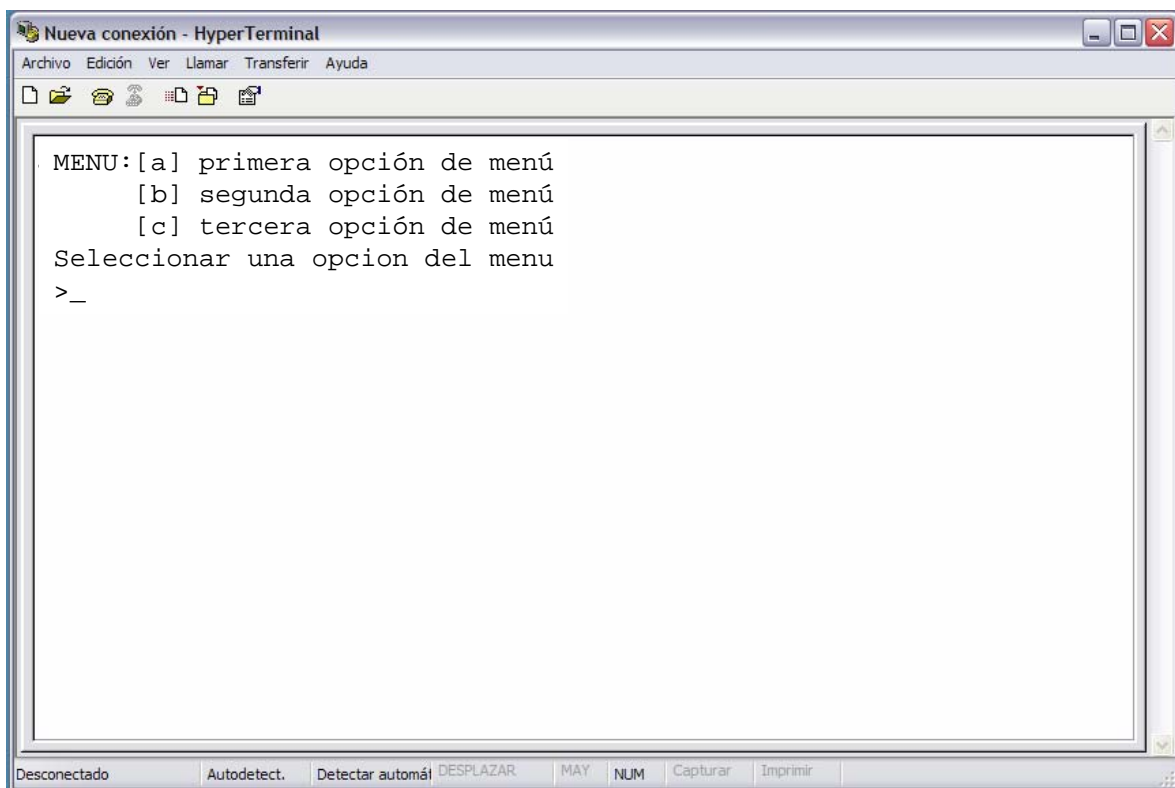 Nueva conexión - HyperTerminal
Archivo Edición Ver Llamar Transferir Ayuda
MENU:[a] primera opción de menú
[b] segunda opción de menú
[c] tercera opción de menú
Seleccionar una opcion del menu
>_
Desconectado Autodetect. Detectar automát DESPLAZAR MAY NUM Capturar Imprimir